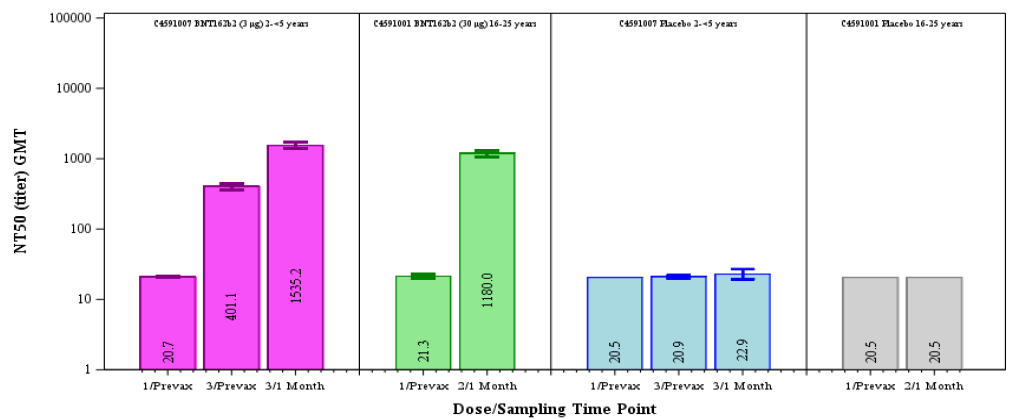 C4591007 BNT162b2 (3 µg) 2-<5 years
C4591001 BNT162b2 (30 µg) 16-25 years
C4591007 Placebo 2-<5 years
C4591001 Placebo 16-25 years
NT50 (titer) GMT
100000
10000
1000
100
10
1
20.7
401.1
1535.2
21.3
1180.0
20.5
20.9
22.9
20.5
20.5
1/Prevax 3/Prevax 3/1 Month
1/Prevax 2/1 Month
1/Prevax 3/Prevax 3/1 Month
1/Prevax 2/1 Month
Dose/Sampling Time Point